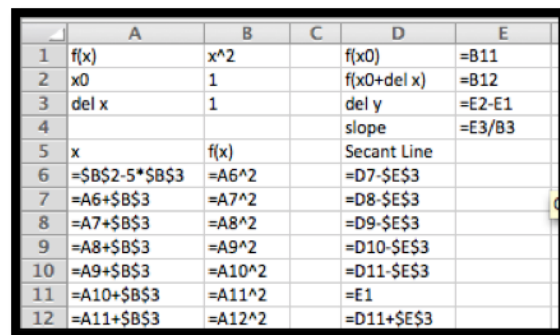 A B C D E
1 f(x) x^2 f(x0) =B11
2 x0 1 f(x0+del x) =B12
3 del x 1 del y =E2-E1
4 slope =E3/B3
5 x f(x) Secant Line
6 =$B$2-5*$B$3 =A6^2 =D7-$E$3
7 =A6+$B$3 =A7^2 =D8-$E$3
8 =A7+$B$3 =A8^2 =D9-$E$3
9 =A8+$B$3 =A9^2 =D10-$E$3
10 =A9+$B$3 =A10^2 =D11-$E$3
11 =A10+$B$3 =A11^2 =E1
12 =A11+$B$3 =A12^2 =D11+$E$3